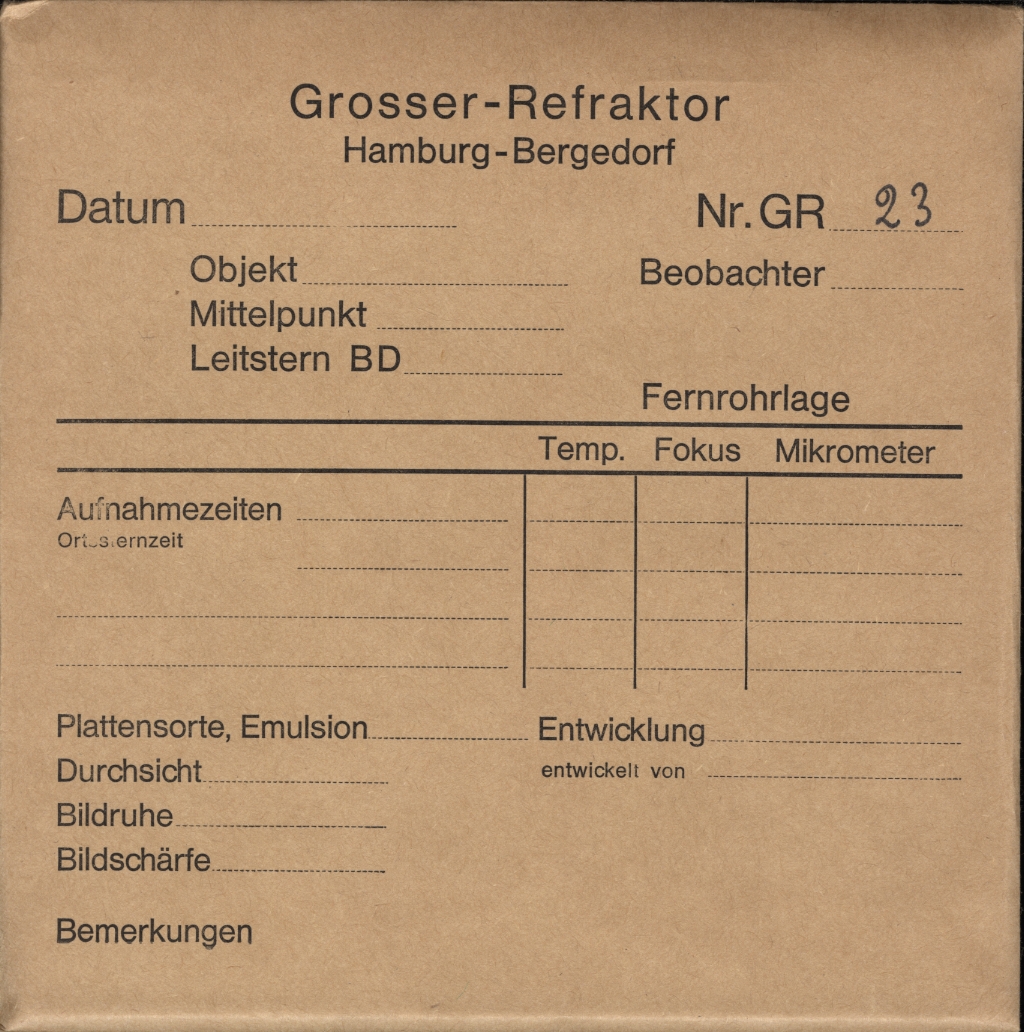 Grosser-Refraktor
Hamburg-Bergedorf
Datum Nr. GR 23
Objekt Beobachter
Mittelpunkt
Leitstern BD
Fernrohrlage
Temp. Fokus Mikrometer
Aufnahmezeiten
Ortssternzeit
Plattensorte, Emulsion Entwicklung
Durchsicht entwickelt von
Bildruhe
Bildschärfe
Bemerkungen